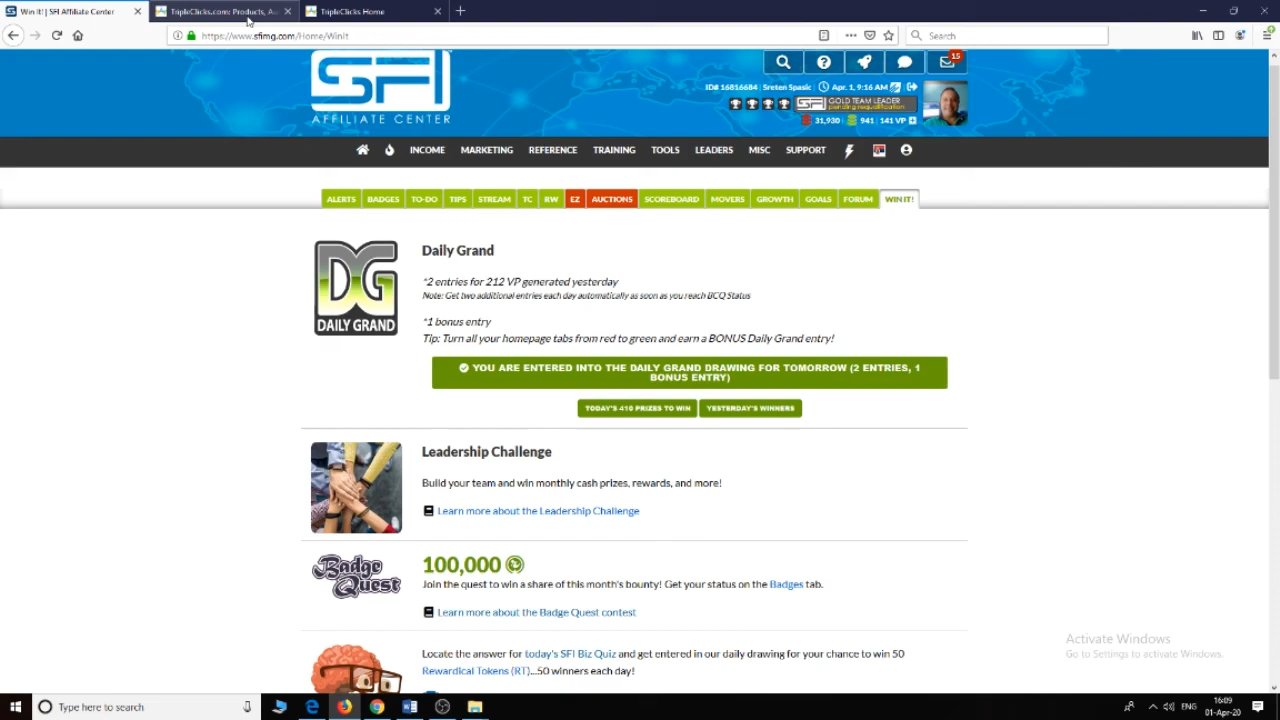 Win It! | SFI Affiliate Center
TripleClicks.com: Products, Au
TripleClicks Home
https://www.sfimg.com/Home/WinIt
Search
SFI
AFFILIATE CENTER
15
ID# 16816684 | Sreten Spasic
Apr. 1, 9:16 AM
SFI GOLD TEAM LEADER
pending requalification
31,930 | 941 | 141 VP
INCOME
MARKETING
REFERENCE
TRAINING
TOOLS
LEADERS
MISC
SUPPORT
ALERTS
BADGES
TO-DO
TIPS
STREAM
TC
RW
EZ
AUCTIONS
SCOREBOARD
MOVERS
GROWTH
GOALS
FORUM
WIN IT!
DG
DAILY GRAND
Daily Grand
*2 entries for 212 VP generated yesterday
Note: Get two additional entries each day automatically as soon as you reach BCQ Status
*1 bonus entry
Tip: Turn all your homepage tabs from red to green and earn a BONUS Daily Grand entry!
YOU ARE ENTERED INTO THE DAILY GRAND DRAWING FOR TOMORROW (2 ENTRIES, 1
BONUS ENTRY)
TODAY'S 410 PRIZES TO WIN
YESTERDAY'S WINNERS
Leadership Challenge
Build your team and win monthly cash prizes, rewards, and more!
Learn more about the Leadership Challenge
Badge
Quest
100,000
Join the quest to win a share of this month's bounty! Get your status on the Badges tab.
Learn more about the Badge Quest contest
Locate the answer for today's SFI Biz Quiz and get entered in our daily drawing for your chance to win 50
Rewardical Tokens (RT)...50 winners each day!
Activate Windows
Go to Settings to activate Windows.
Type here to search
ENG
16:09
01-Apr-20